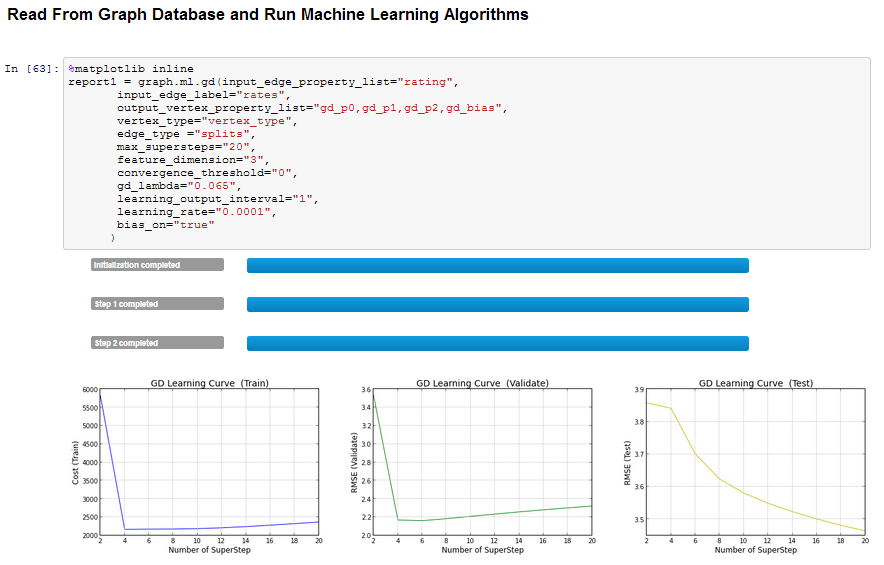 Read From Graph Database and Run Machine Learning Algorithms
In [63]: %matplotlib inline
report1 = graph.ml.gd(input_edge_property_list="rating",
input_edge_label="rates",
output_vertex_property_list="gd_p0,gd_p1,gd_p2,gd_bias",
vertex_type="vertex_type",
edge_type ="splits",
max_supersteps="20",
feature_dimension="3",
convergence_threshold="0",
gd_lambda="0.065",
learning_output_interval="1",
learning_rate="0.0001",
bias_on="true"
)
Initialization completed
Step 1 completed
Step 2 completed
GD Learning Curve (Train)
Cost (Train)
6000
5500
5000
4500
4000
3500
3000
2500
2000
2 4 6 8 10 12 14 16 18 20
Number of SuperStep
GD Learning Curve (Validate)
RMSE (Validate)
3.6
3.4
3.2
3.0
2.8
2.6
2.4
2.2
2.0
2 4 6 8 10 12 14 16 18 20
Number of SuperStep
GD Learning Curve (Test)
RMSE (Test)
3.9
3.8
3.7
3.6
3.5
2 4 6 8 10 12 14 16 18 20
Number of SuperStep